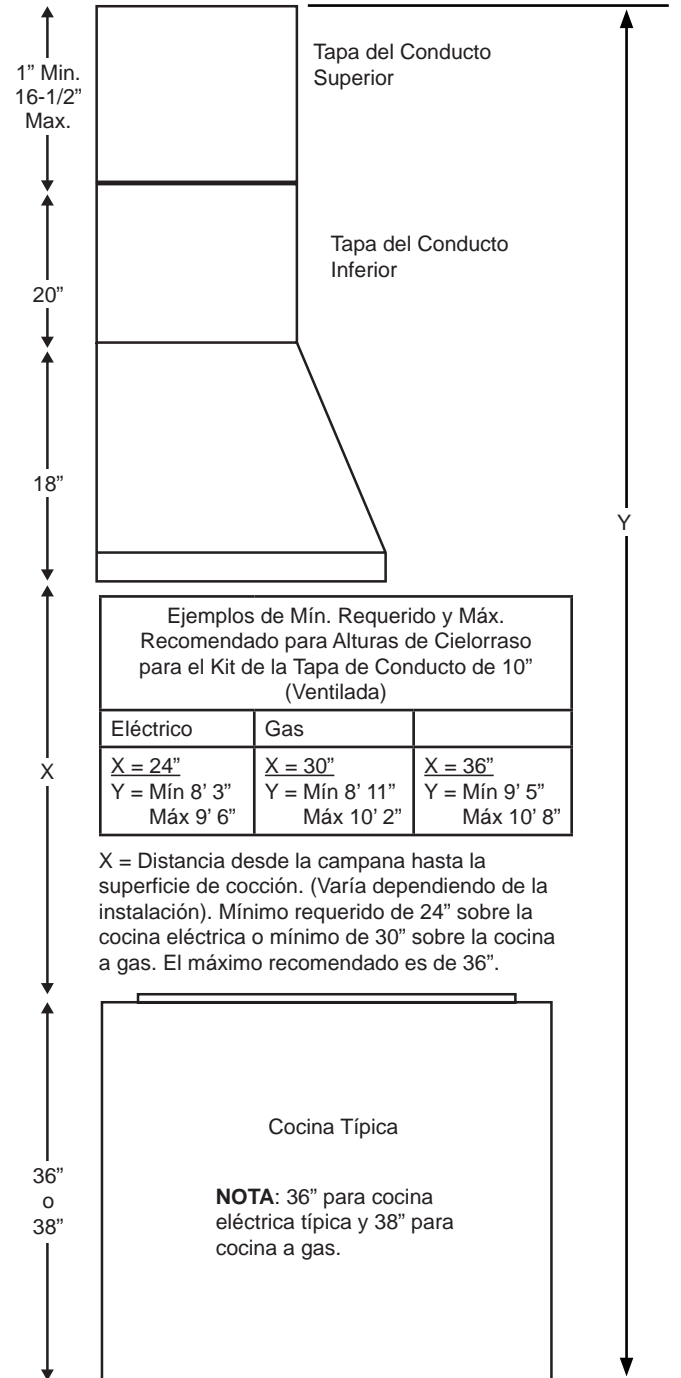 1” Min.
16-1/2”
Max.
Tapa del Conducto
Superior
20”
Tapa del Conducto
Inferior
18”
Y
X
Ejemplos de Mín. Requerido y Máx.
Recomendado para Alturas de Cielorraso
para el Kit de la Tapa de Conducto de 10”
(Ventilada)
Eléctrico Gas
X = 24” X = 30” X = 36”
Y = Mín 8’ 3” Y = Mín 8’ 11” Y = Mín 9’ 5”
Máx 9’ 6” Máx 10’ 2” Máx 10’ 8”
X = Distancia desde la campana hasta la
superficie de cocción. (Varía dependiendo de la
instalación). Mínimo requerido de 24” sobre la
cocina eléctrica o mínimo de 30” sobre la cocina
a gas. El máximo recomendado es de 36”.
Cocina Típica
36”
o
38”
NOTA: 36” para cocina
eléctrica típica y 38” para
cocina a gas.